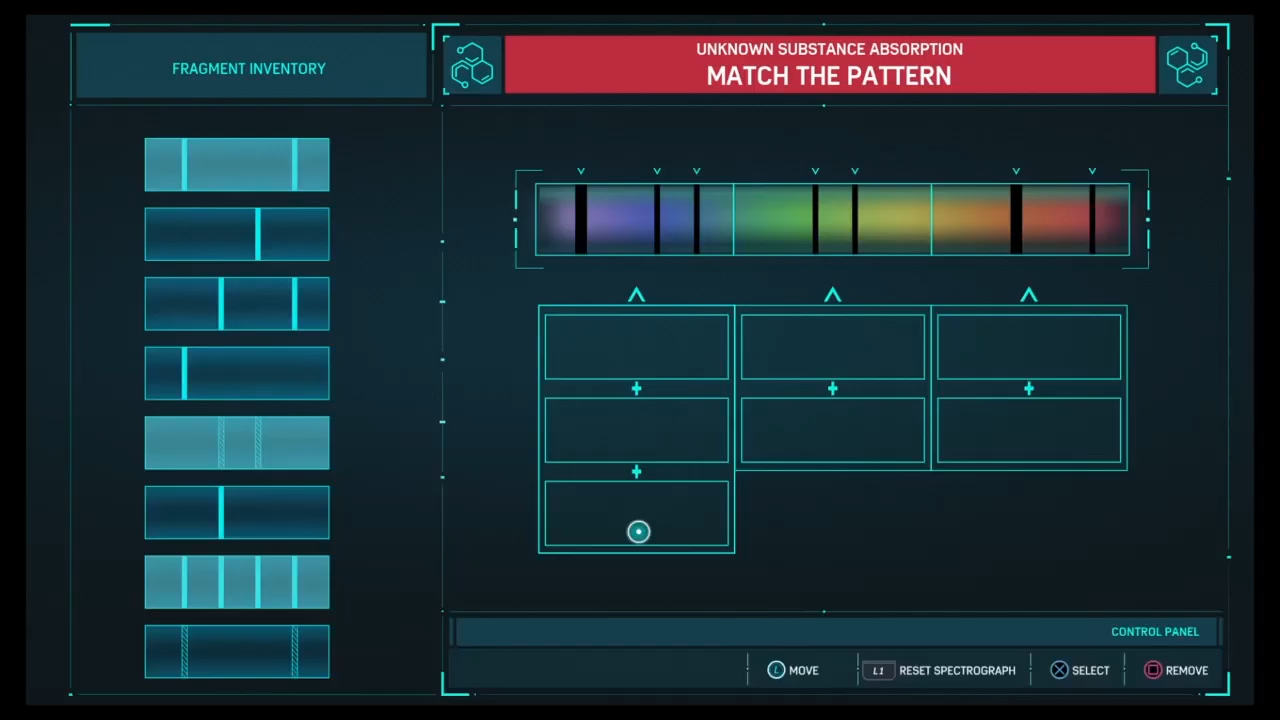 FRAGMENT INVENTORY
UNKNOWN SUBSTANCE ABSORPTION
MATCH THE PATTERN
CONTROL PANEL
L MOVE
L1 RESET SPECTROGRAPH
SELECT
REMOVE